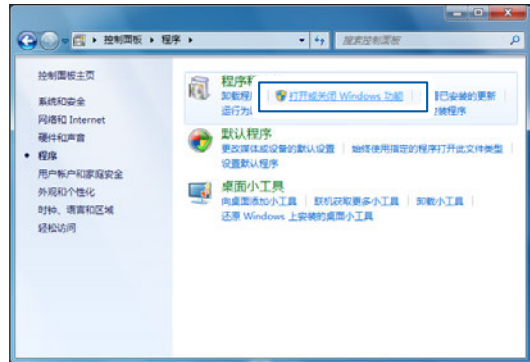 控制面板 ▸ 程序 ▸
搜索控制面板
控制面板主页
系统和安全
网络和 Internet
硬件和声音
程序
用户帐户和家庭安全
外观和个性化
时钟、语言和区域
轻松访问
程序和
卸载程 打开或关闭 Windows 功能 已安装的更新
运行为 装程序
默认程序
更改媒体或设备的默认设置 始终使用指定的程序打开此文件类型
设置默认程序
桌面小工具
向桌面添加小工具 联机获取更多小工具 卸载小工具
还原 Windows 上安装的桌面小工具